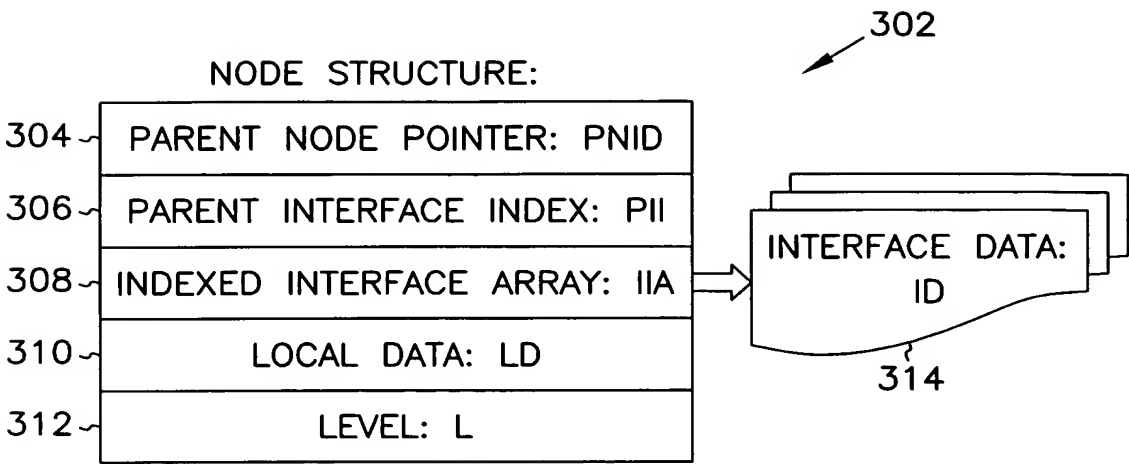 302
NODE STRUCTURE:
304
PARENT NODE POINTER: PNID
306
PARENT INTERFACE INDEX: PII
308
INDEXED INTERFACE ARRAY: IIA
310
LOCAL DATA: LD
312
LEVEL: L
INTERFACE DATA:
ID
314